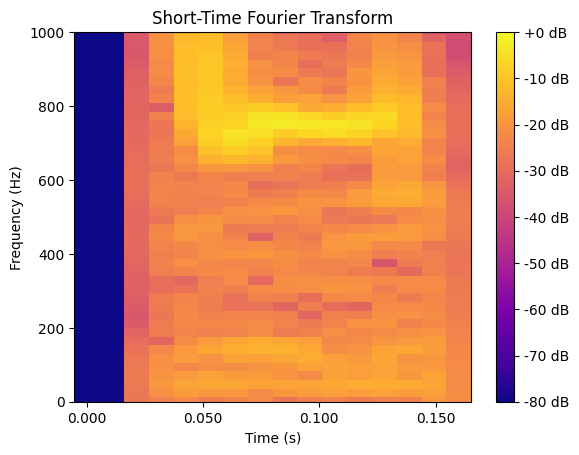 Short-Time Fourier Transform
1000
800
600
400
200
0
Frequency (Hz)
0.000
0.050
0.100
0.150
Time (s)
+0 dB
-10 dB
-20 dB
-30 dB
-40 dB
-50 dB
-60 dB
-70 dB
-80 dB